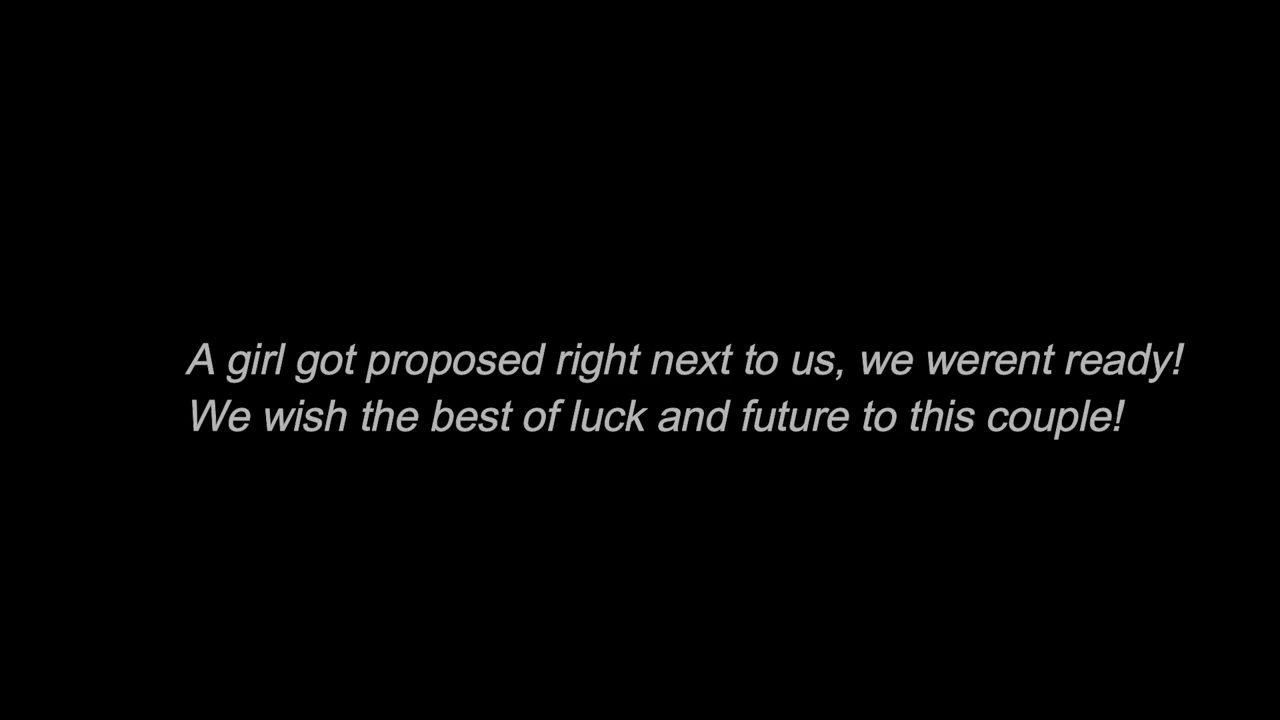 A girl got proposed right next to us, we werent ready!
We wish the best of luck and future to this couple!